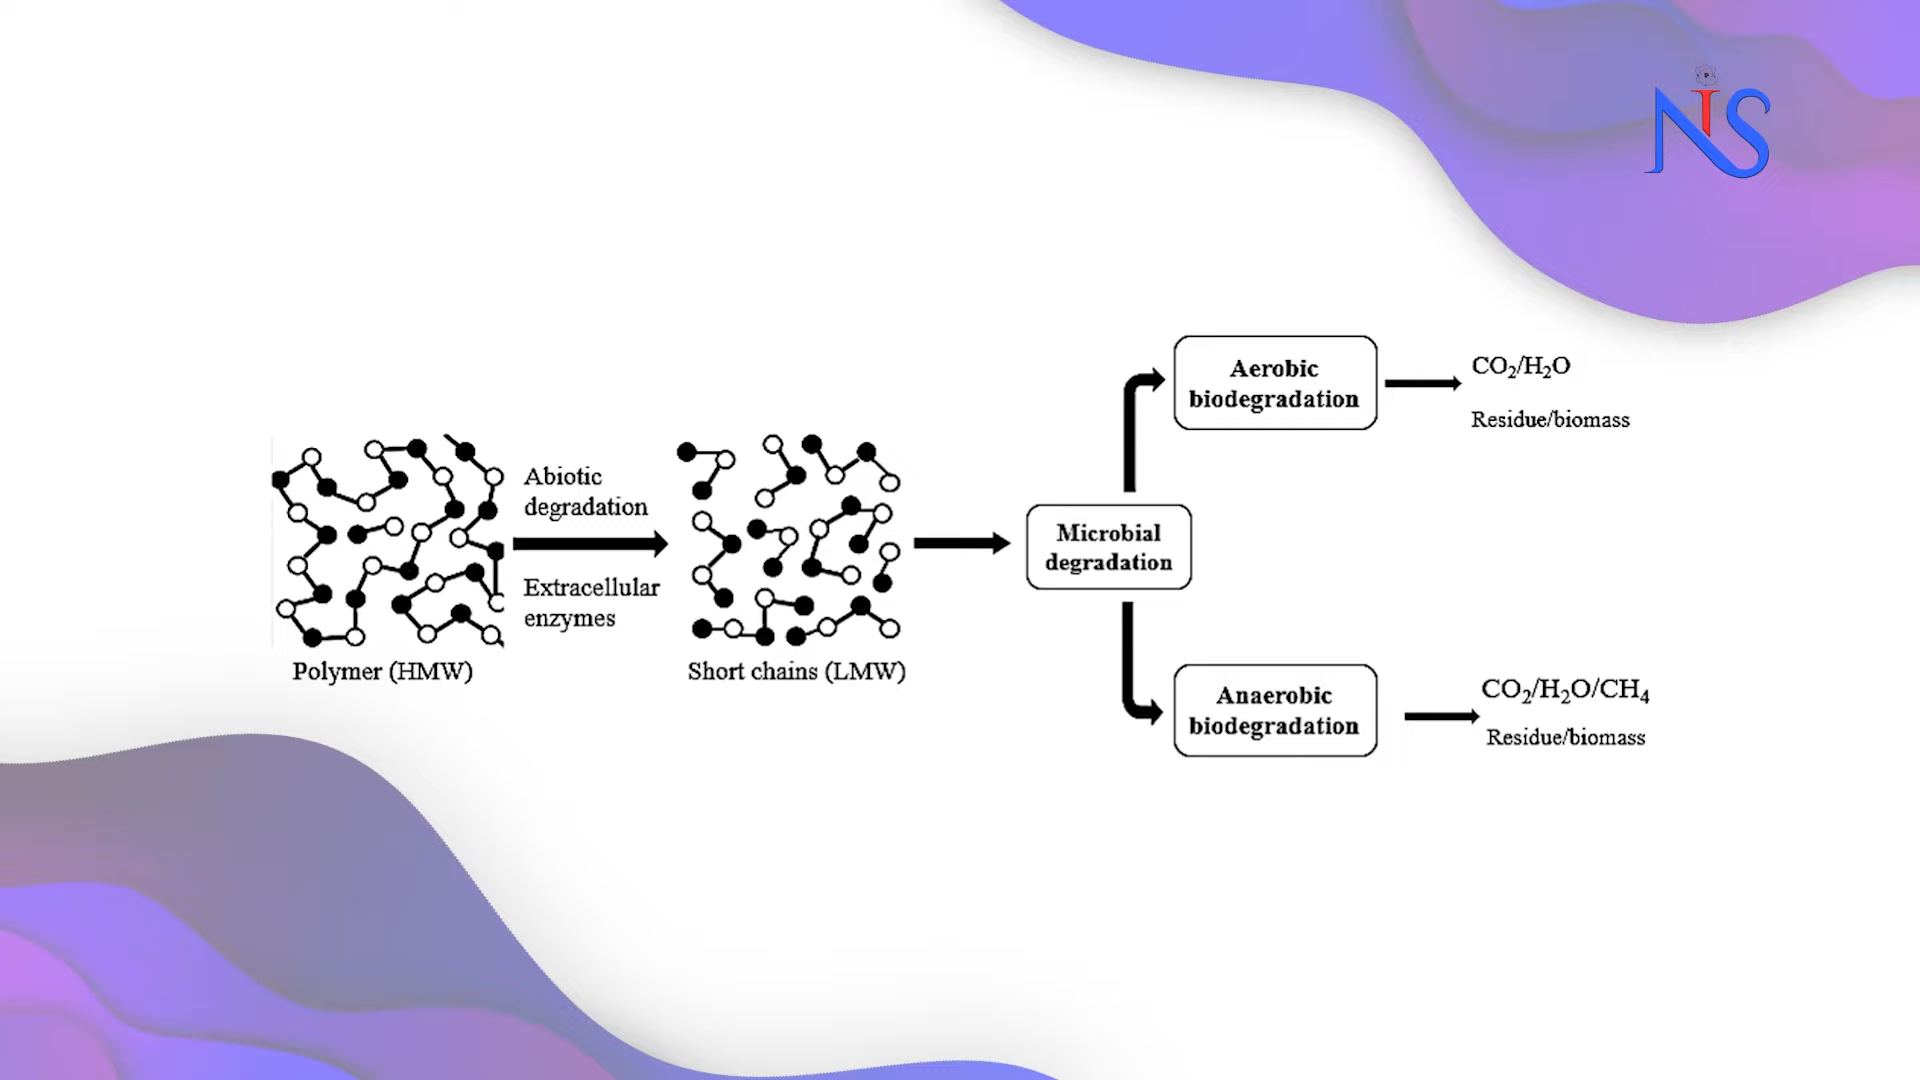 NIS
Abiotic
degradation
Extracellular
enzymes
Polymer (HMW)
Short chains (LMW)
Microbial
degradation
Aerobic
biodegradation
CO₂/H₂O
Residue/biomass
Anaerobic
biodegradation
CO₂/H₂O/CH₄
Residue/biomass